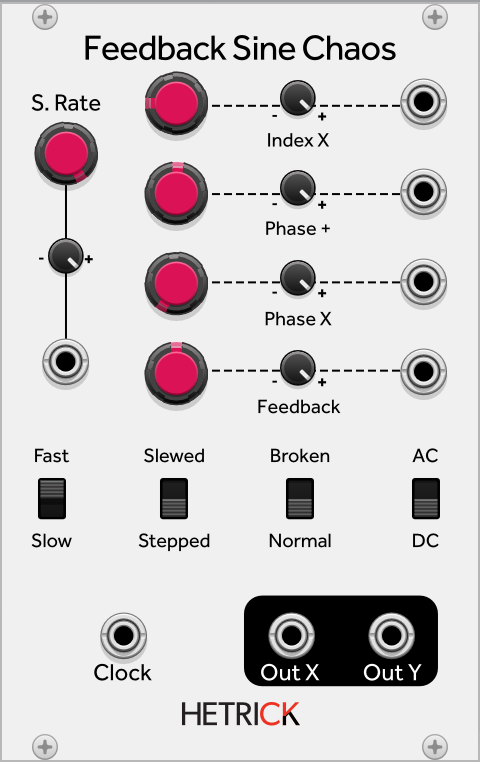 Feedback Sine Chaos
S. Rate
- +
Index X
- +
Phase +
- +
- +
Phase X
- +
Feedback
Fast Slewed Broken AC
Slow Stepped Normal DC
Clock Out X Out Y
HETRICK